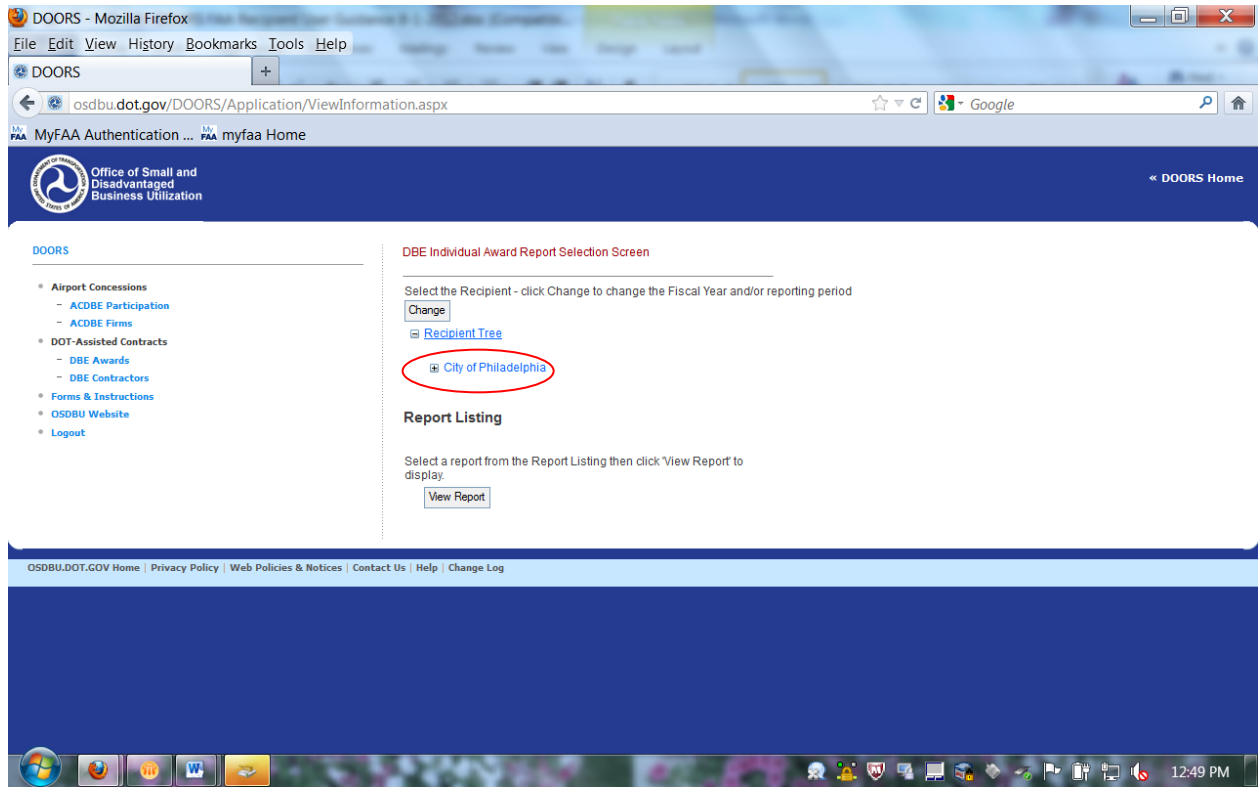 DOORS - Mozilla Firefox
File Edit View History Bookmarks Tools Help
DOORS
+
osdbu.dot.gov/DOORS/Application/ViewInformation.aspx
Google
MyFAA Authentication ... myfaa Home
Office of Small and
Disadvantaged
Business Utilization
« DOORS Home
DOORS
Airport Concessions
- ACDBE Participation
- ACDBE Firms
DOT-Assisted Contracts
- DBE Awards
- DBE Contractors
Forms & Instructions
OSDBU Website
Logout
DBE Individual Award Report Selection Screen
Select the Recipient - click Change to change the Fiscal Year and/or reporting period
Change
Recipient Tree
City of Philadelphia
Report Listing
Select a report from the Report Listing then click 'View Report' to
display.
View Report
OSDBU.DOT.GOV Home | Privacy Policy | Web Policies & Notices | Contact Us | Help | Change Log
12:49 PM